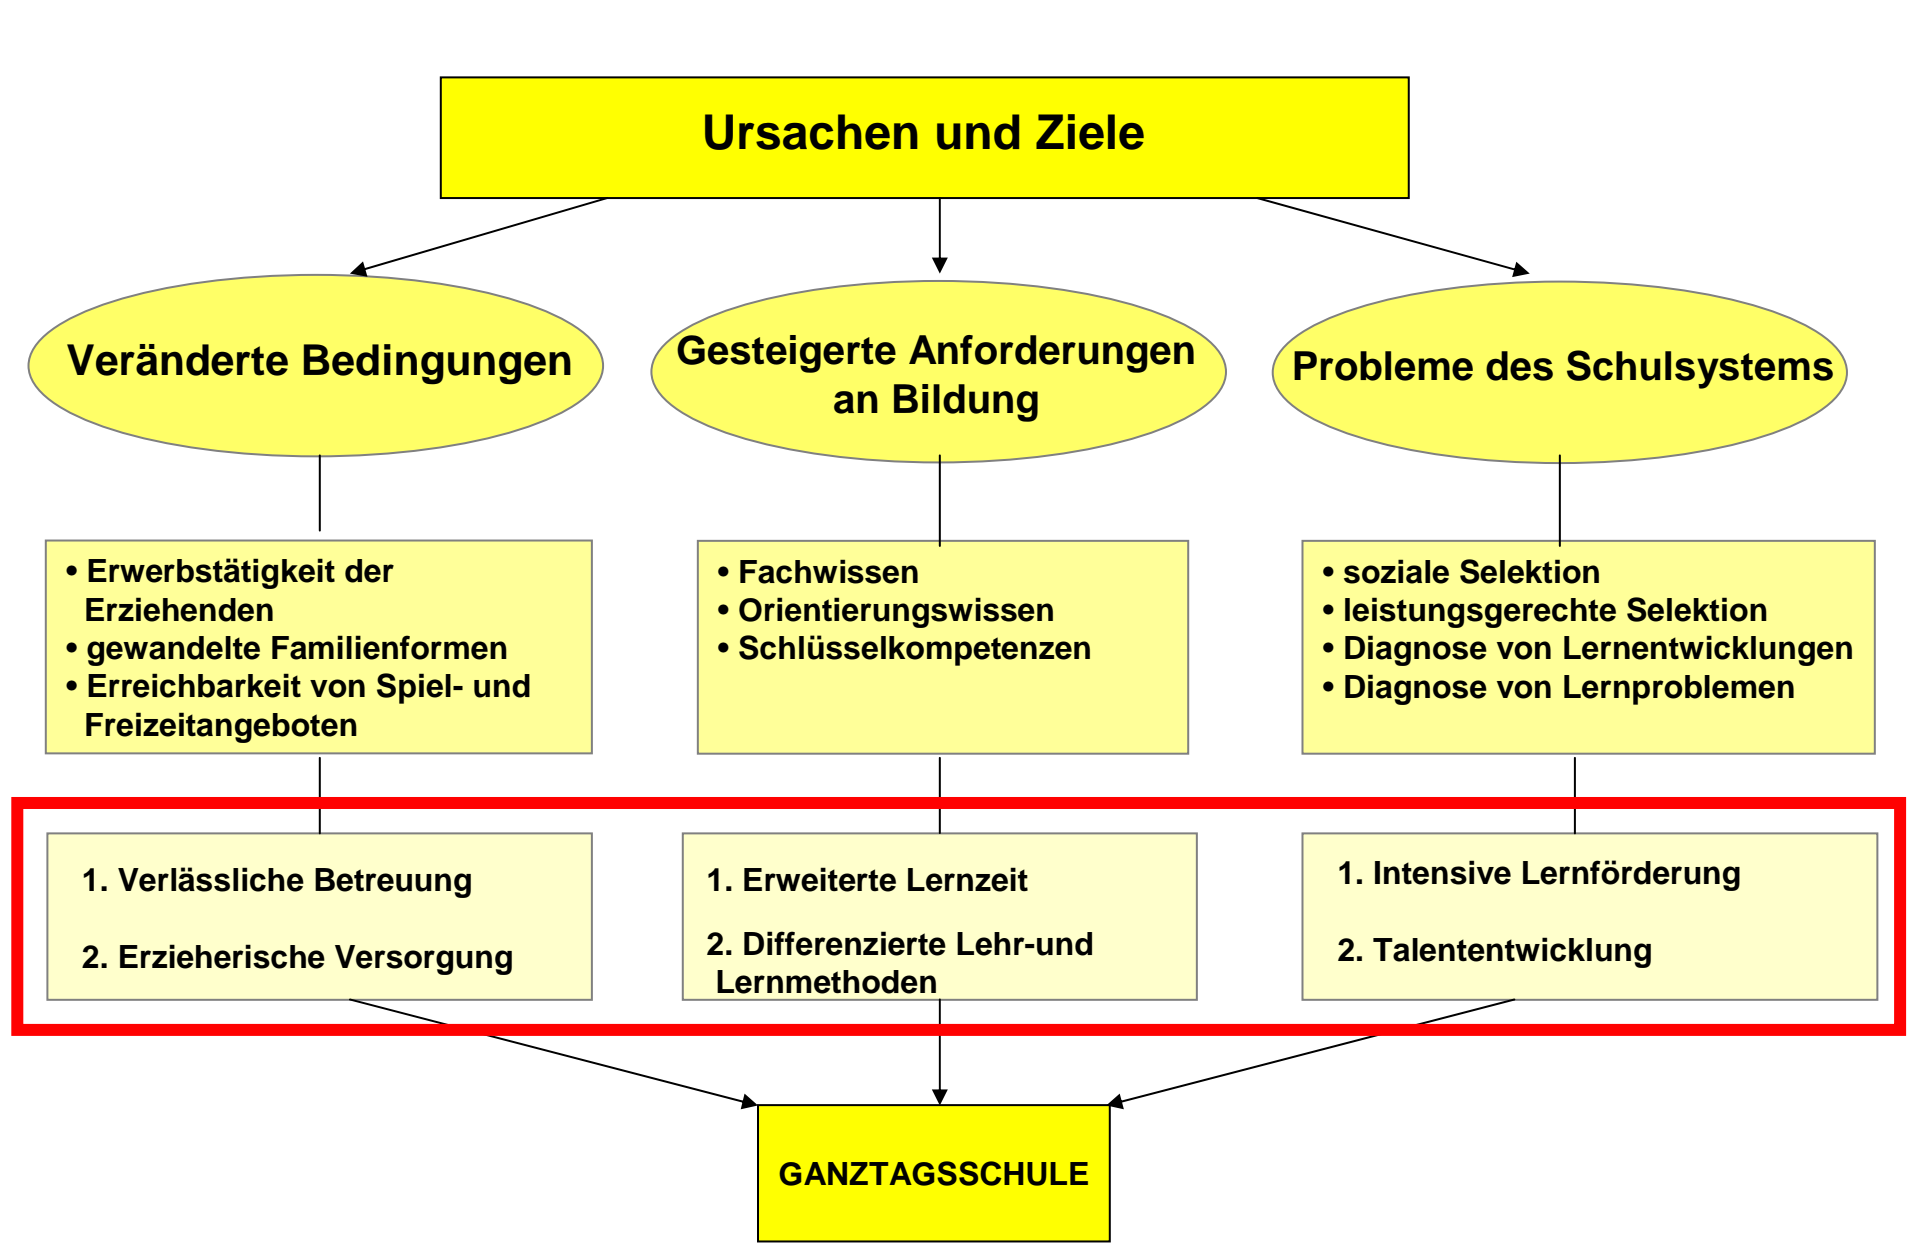 Ursachen und Ziele
Veränderte Bedingungen
Gesteigerte Anforderungen
an Bildung
Probleme des Schulsystems
• Erwerbstätigkeit der
Erziehenden
• gewandelte Familienformen
• Erreichbarkeit von Spiel- und
Freizeitangeboten
• Fachwissen
• Orientierungswissen
• Schlüsselkompetenzen
• soziale Selektion
• leistungsgerechte Selektion
• Diagnose von Lernentwicklungen
• Diagnose von Lernproblemen
1. Verlässliche Betreuung
2. Erzieherische Versorgung
1. Erweiterte Lernzeit
2. Differenzierte Lehr-und
Lernmethoden
1. Intensive Lernförderung
2. Talententwicklung
GANZTAGSSCHULE